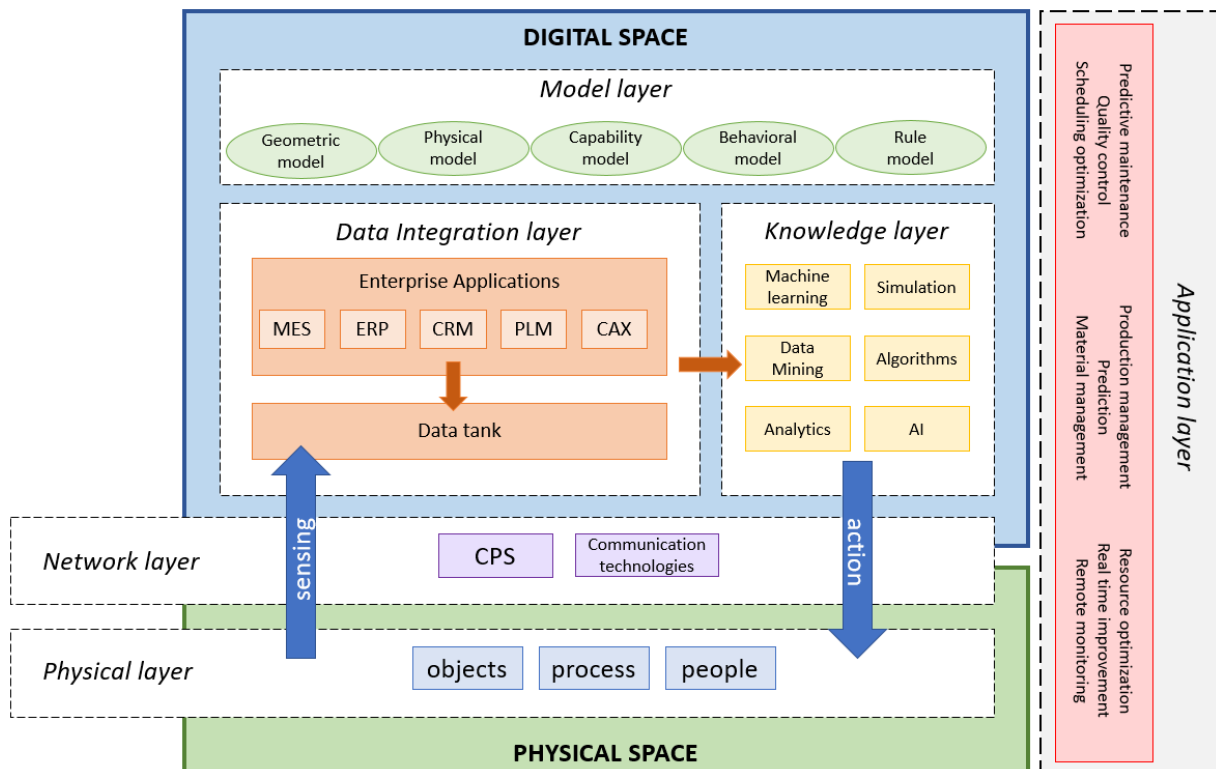 DIGITAL SPACE
Model layer
Geometric
model
Physical
model
Capability
model
Behavioral
model
Rule
model
Data Integration layer
Enterprise Applications
MES
ERP
CRM
PLM
CAX
Data tank
Knowledge layer
Machine
learning
Simulation
Data
Mining
Algorithms
Analytics
AI
sensing
action
Network layer
CPS
Communication
technologies
Physical layer
objects
process
people
PHYSICAL SPACE
Application layer
Predictive maintenance
Quality control
Scheduling optimization
Production management
Prediction
Material management
Resource optimization
Real time improvement
Remote monitoring